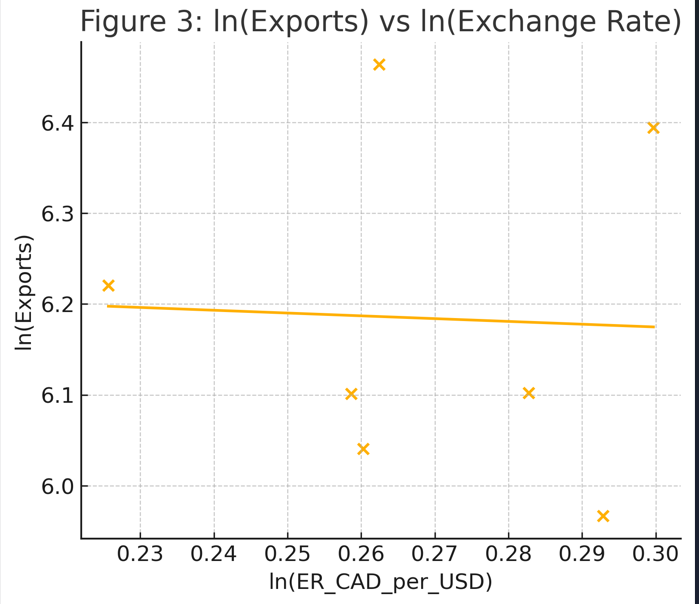 Figure 3: ln(Exports) vs ln(Exchange Rate)
ln(Exports)
6.4
6.3
6.2
6.1
6.0
0.23 0.24 0.25 0.26 0.27 0.28 0.29 0.30
ln(ER_CAD_per_USD)